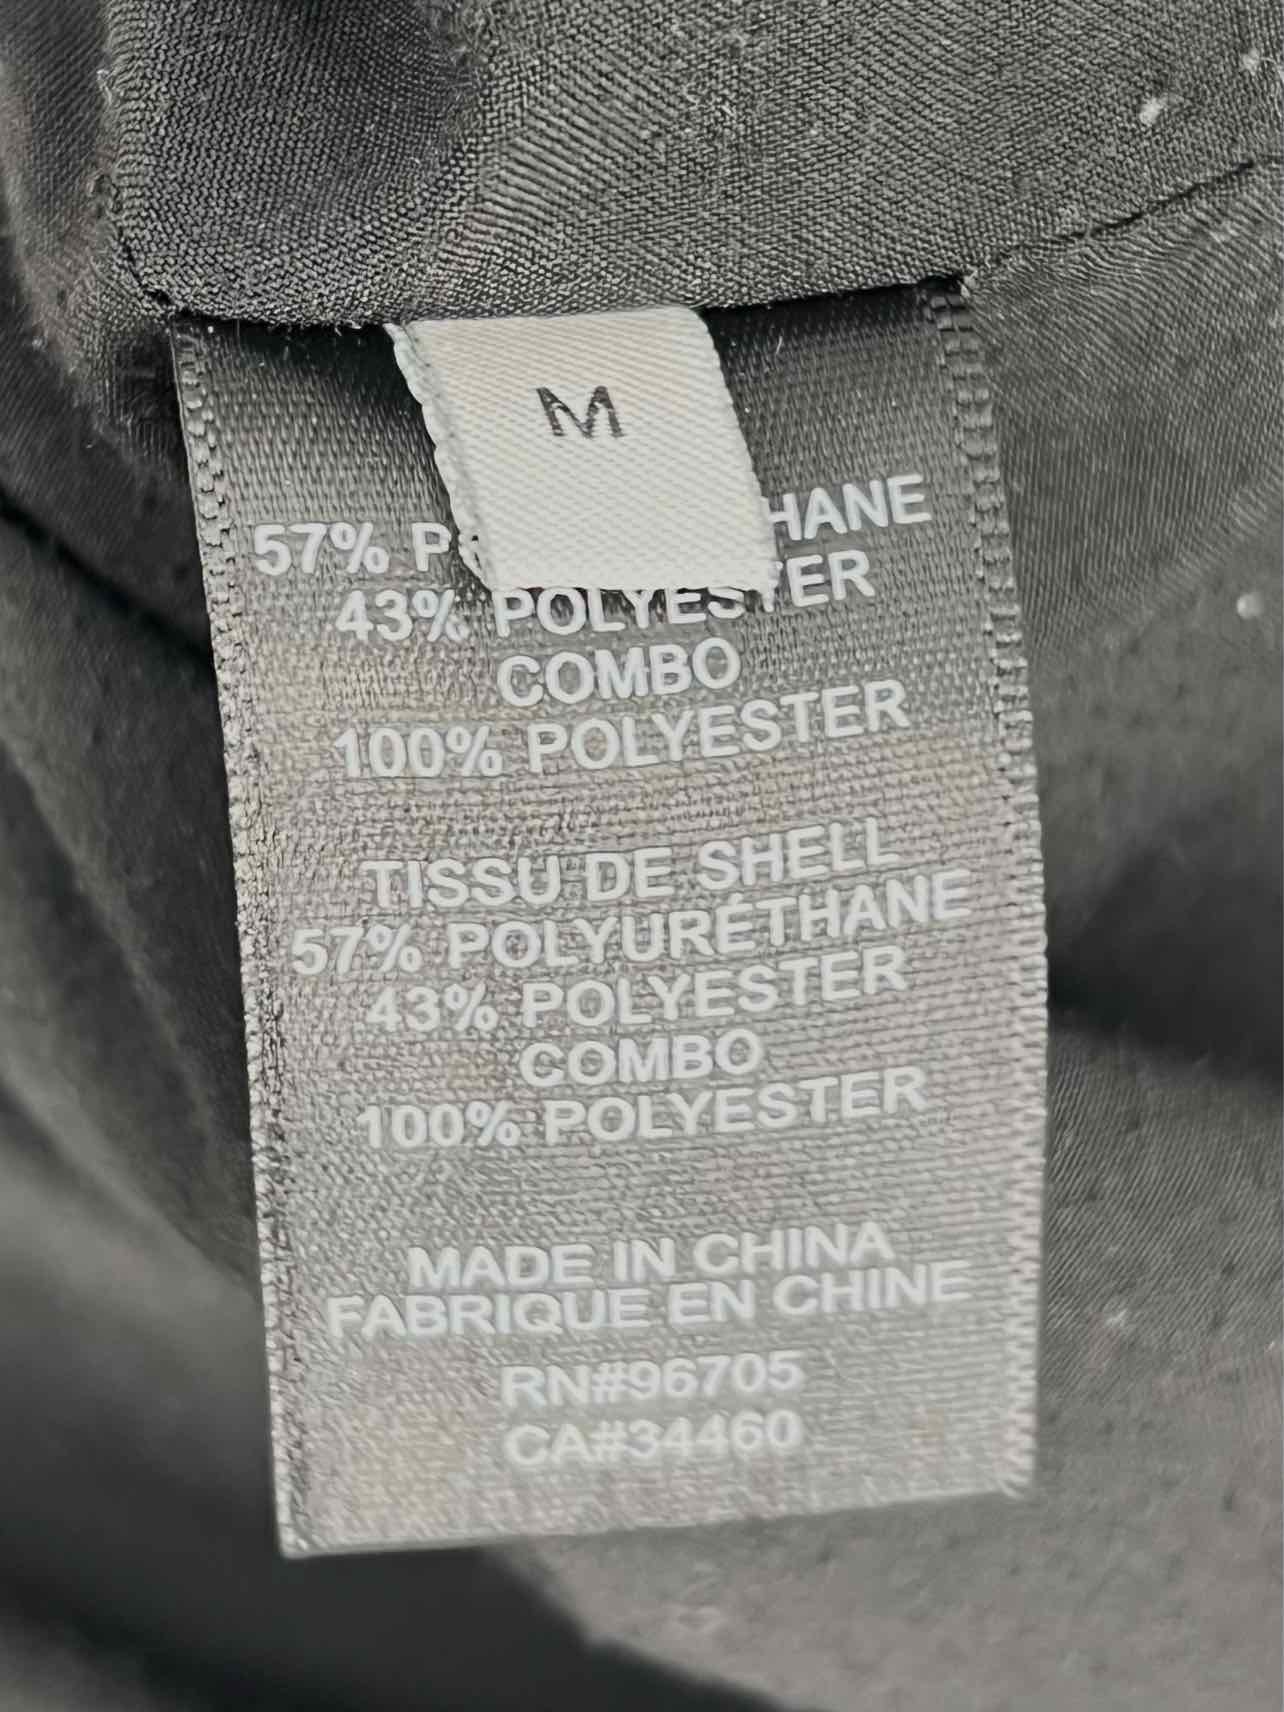 M
57% P HANE
43% POLYESTER
COMBO
100% POLYESTER
TISSU DE SHELL
57% POLYURÉTHANE
43% POLYESTER
COMBO
100% POLYESTER
MADE IN CHINA
FABRIQUE EN CHINE
RN#96705
CA#34460